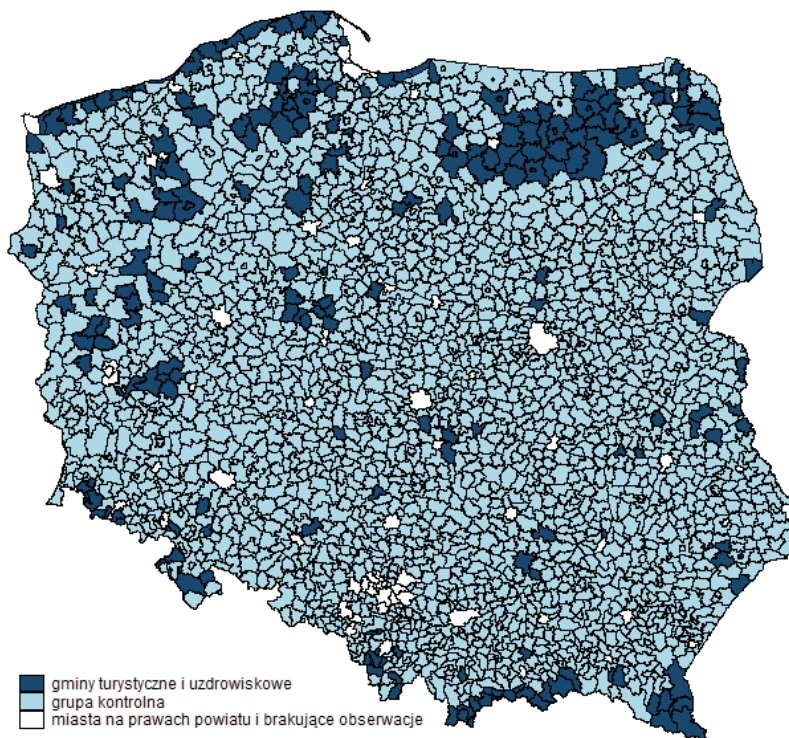 gminy turystyczne i uzdrowiskowe
grupa kontrolna
miasta na prawach powiatu i brakujące obserwacje